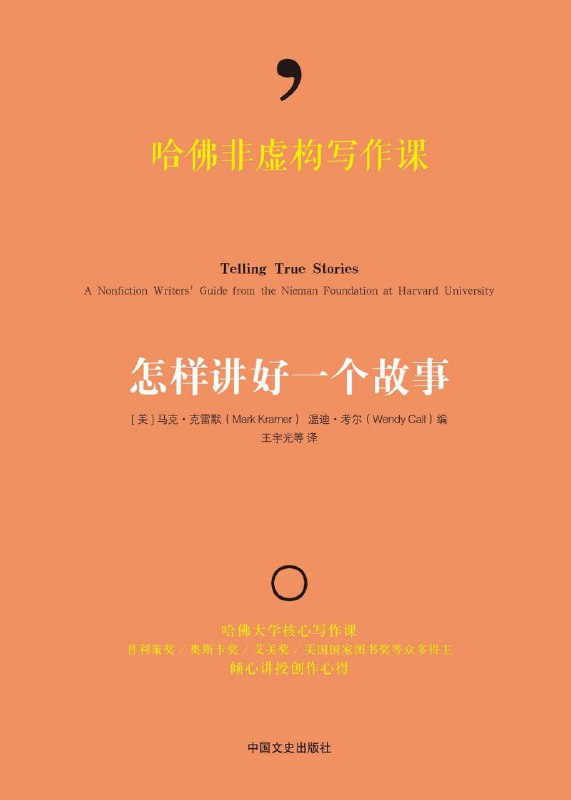 ,
哈佛非虚构写作课
Telling True Stories
A Nonfiction Writers' Guide from the Nieman Foundation at Harvard University
怎样讲好一个故事
[ 美 ] 马克·克雷默 ( Mark Kramer ) 温迪·考尔 ( Wendy Call ) 编
王宇光等 译
。
哈佛大学核心写作课
普利策奖 / 奥斯卡奖 / 艾美奖 / 美国国家图书奖等众多得主
倾心讲授创作心得
中国文史出版社